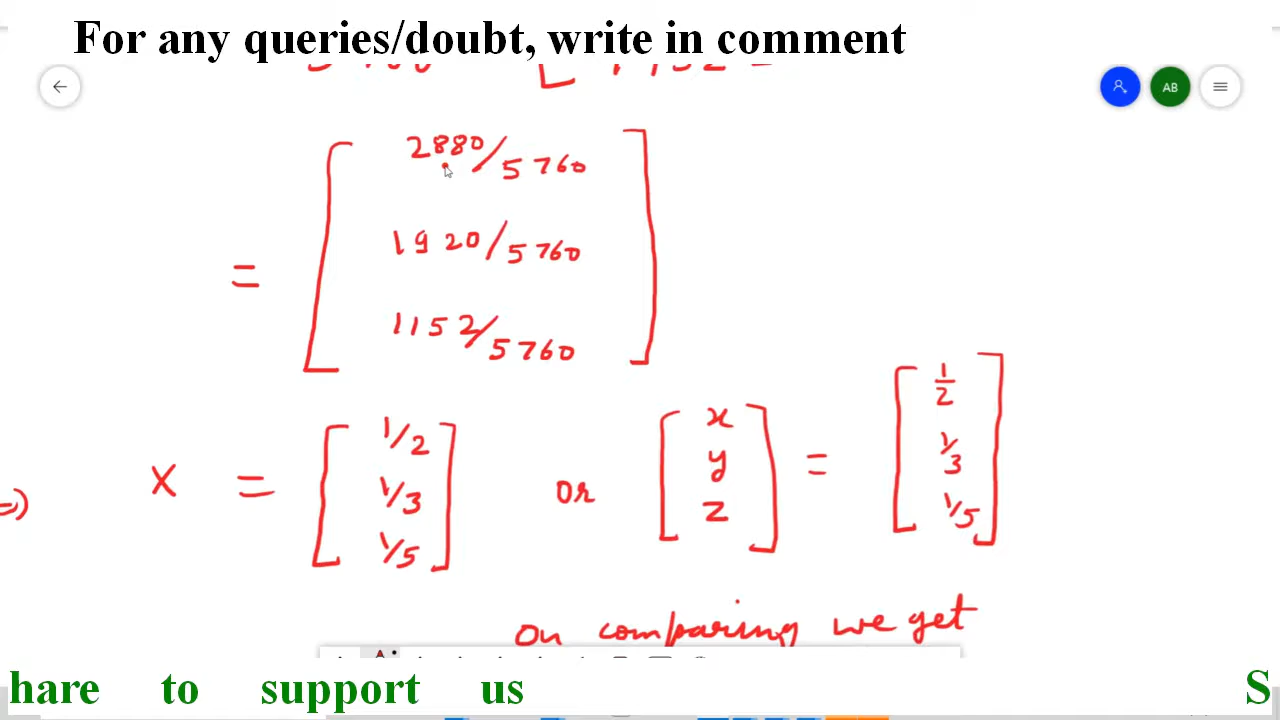 For any queries/doubt, write in comment
AB
2880/5760
= 1920/5760
1152/5760
=) X = 1/2 1/3 1/5 or x y z = 1/2 1/3 1/5
on comparing we get
hare to support us S